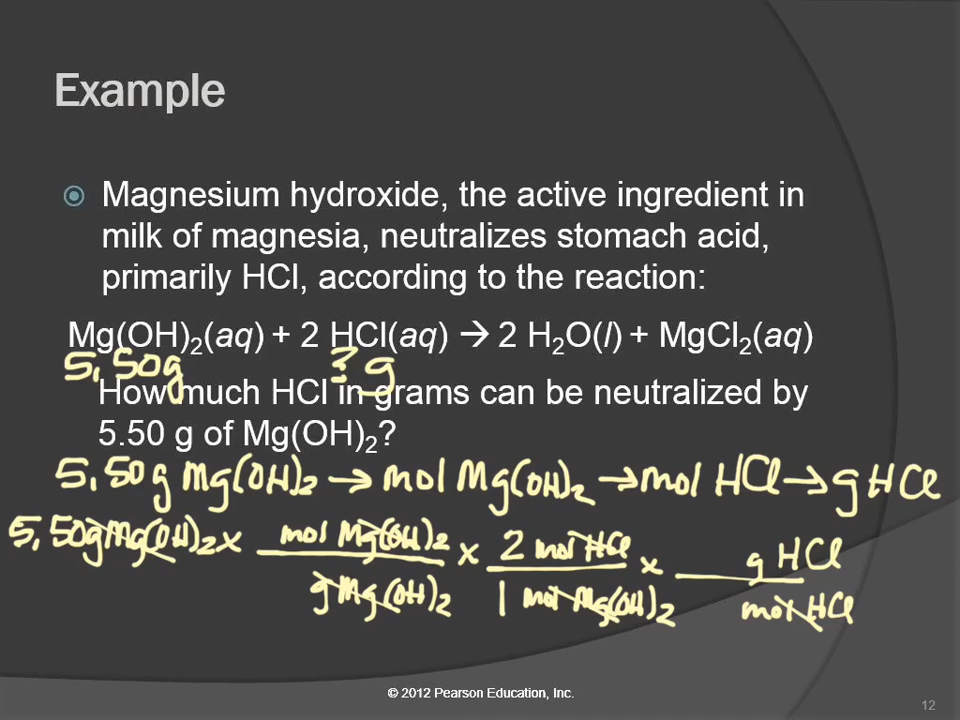 Example
Magnesium hydroxide, the active ingredient in
milk of magnesia, neutralizes stomach acid,
primarily HCl, according to the reaction:
Mg(OH)₂(aq) + 2 HCl(aq) → 2 H₂O(l) + MgCl₂(aq)
5.50g ? g
How much HCl in grams can be neutralized by
5.50 g of Mg(OH)₂?
5.50g Mg(OH)₂ → mol Mg(OH)₂ → mol HCl → g HCl
5.50g Mg(OH)₂ x mol Mg(OH)₂ x 2 mol HCl x g HCl
g Mg(OH)₂ 1 mol Mg(OH)₂ mol HCl
© 2012 Pearson Education, Inc.
12